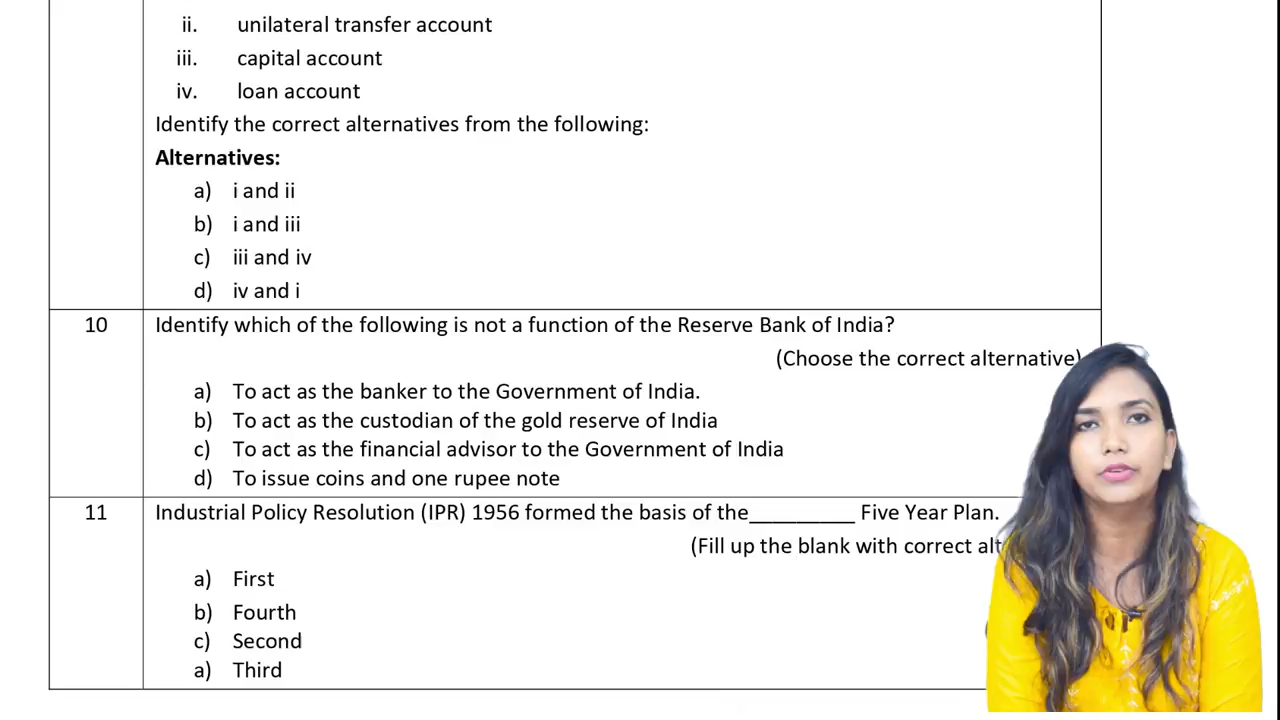 ii. unilateral transfer account
iii. capital account
iv. loan account
Identify the correct alternatives from the following:
Alternatives:
a) i and ii
b) i and iii
c) iii and iv
d) iv and i
10 Identify which of the following is not a function of the Reserve Bank of India?
(Choose the correct alternative)
a) To act as the banker to the Government of India.
b) To act as the custodian of the gold reserve of India
c) To act as the financial advisor to the Government of India
d) To issue coins and one rupee note
11 Industrial Policy Resolution (IPR) 1956 formed the basis of the_________ Five Year Plan.
(Fill up the blank with correct
a) First
b) Fourth
c) Second
a) Third